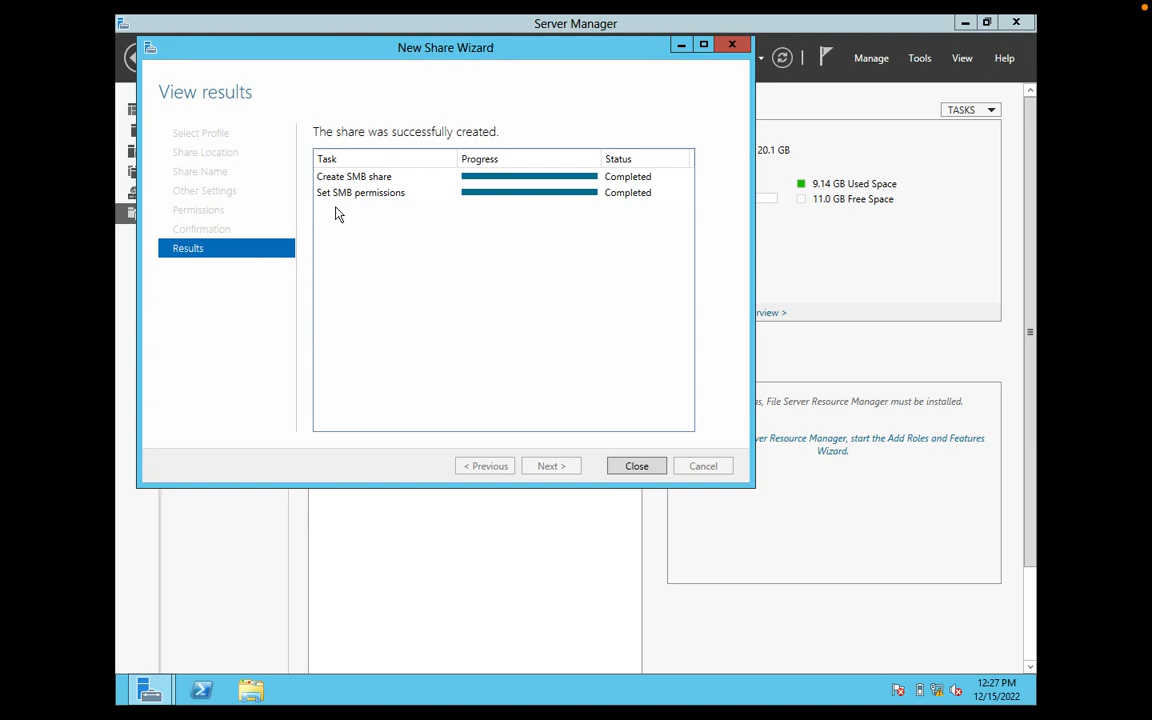 Server Manager
New Share Wizard
Manage
Tools
View
Help
View results
Select Profile
Share Location
Share Name
Other Settings
Permissions
Confirmation
Results
The share was successfully created.
Task Progress Status
Create SMB share Completed
Set SMB permissions Completed
< Previous
Next >
Close
Cancel
TASKS
20.1 GB
9.14 GB Used Space
11.0 GB Free Space
rview >
as, File Server Resource Manager must be installed.
rver Resource Manager, start the Add Roles and Features
Wizard.
12:27 PM
12/15/2022